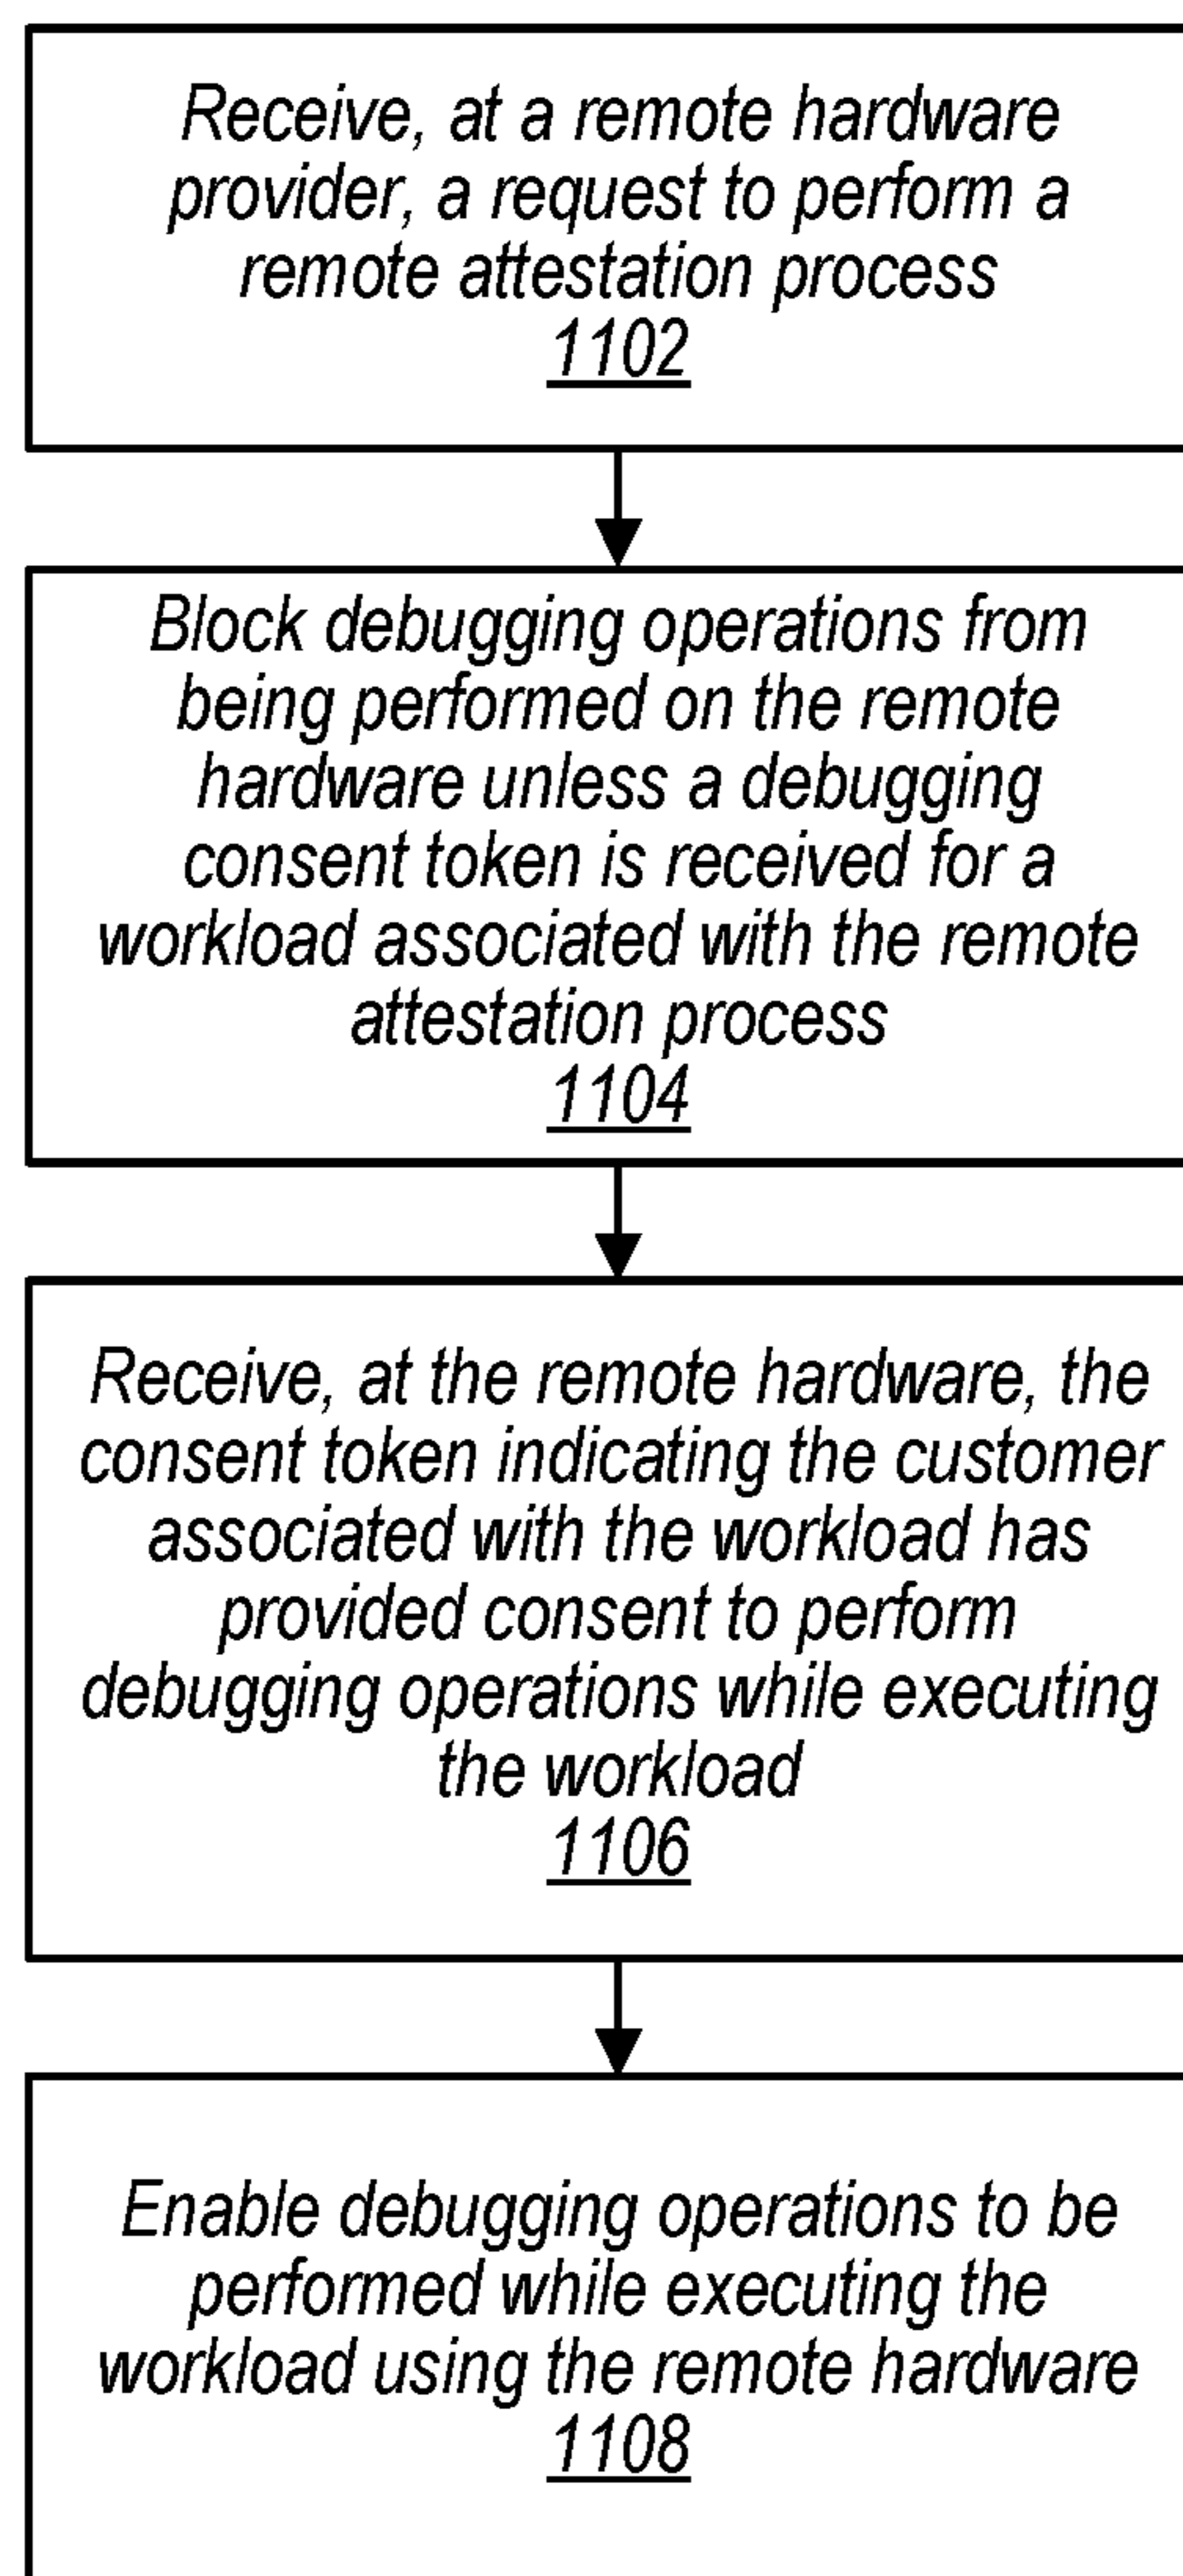 Receive, at a remote hardware
provider, a request to perform a
remote attestation process
1102
Block debugging operations from
being performed on the remote
hardware unless a debugging
consent token is received for a
workload associated with the remote
attestation process
1104
Receive, at the remote hardware, the
consent token indicating the customer
associated with the workload has
provided consent to perform
debugging operations while executing
the workload
1106
Enable debugging operations to be
performed while executing the
workload using the remote hardware
1108